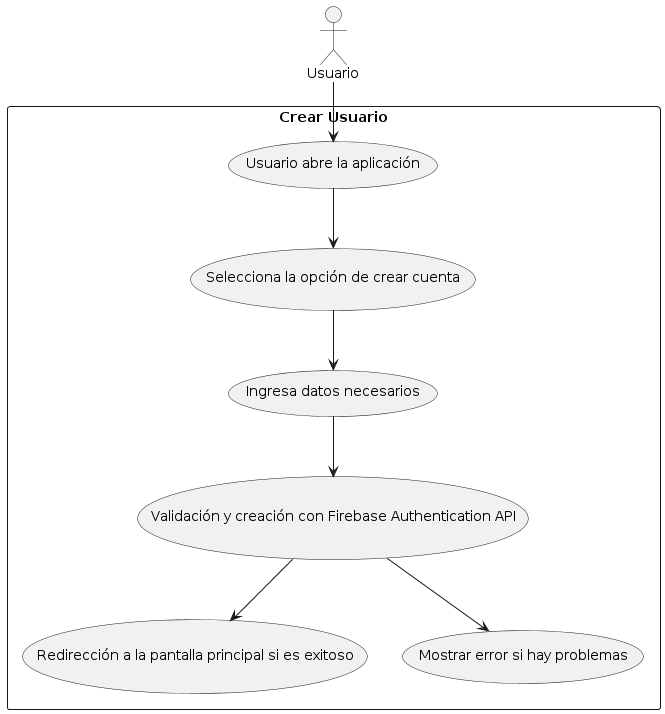 Usuario
Crear Usuario
Usuario abre la aplicación
Selecciona la opción de crear cuenta
Ingresa datos necesarios
Validación y creación con Firebase Authentication API
Redirección a la pantalla principal si es exitoso
Mostrar error si hay problemas